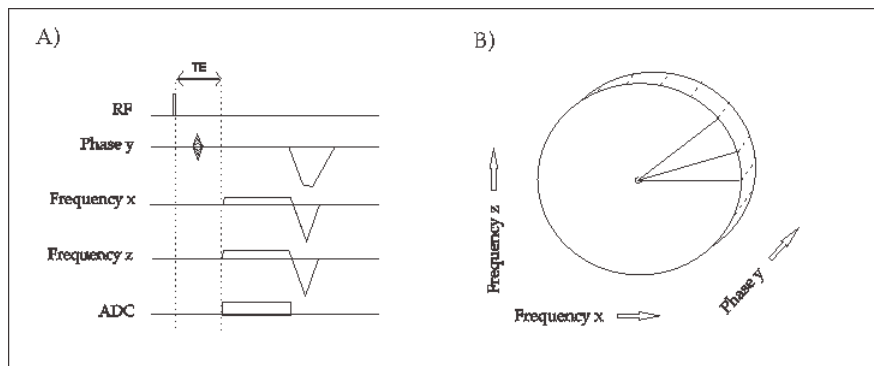 A)
TE
RF
Phase y
Frequency x
Frequency z
ADC
B)
Frequency z
Frequency x
Phase y